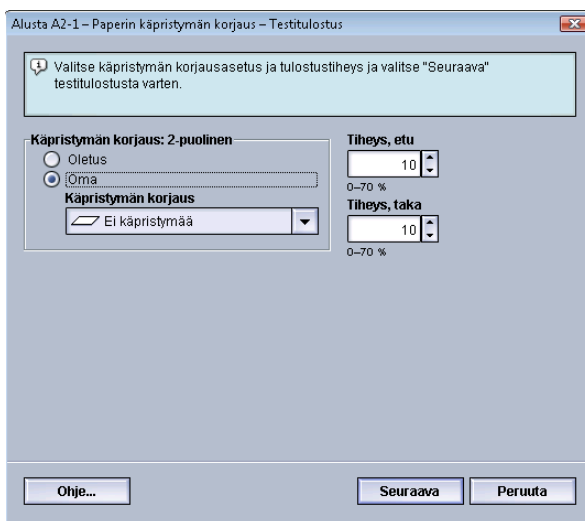 Alusta A2-1 – Paperin käpristymän korjaus – Testitulostus
Valitse käpristymän korjausasetus ja tulostustiheys ja valitse "Seuraava"
testitulostusta varten.
Käpristymän korjaus: 2-puolinen
Oletus
Oma
Käpristymän korjaus
Ei käpristymää
Tiheys, etu
10
0–70 %
Tiheys, taka
10
0–70 %
Ohje...
Seuraava
Peruuta